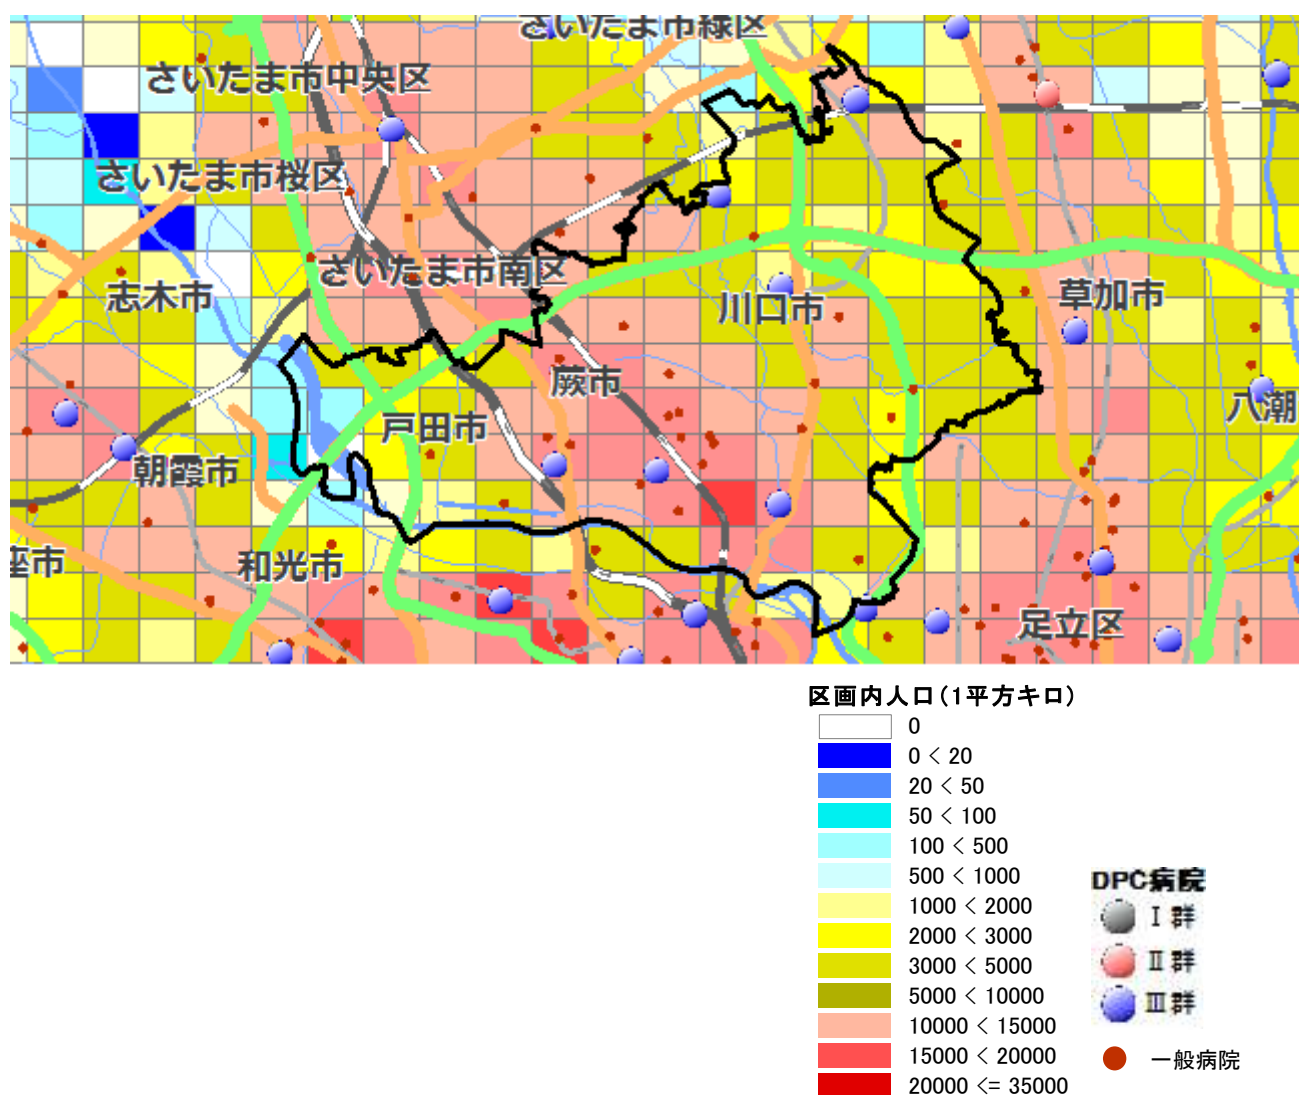 さいたま市緑区
さいたま市中央区
さいたま市桜区
さいたま市南区
志木市
川口市
草加市
蕨市
八潮
戸田市
朝霞市
座市
和光市
足立区
区画内人口(1平方キロ)
0
0 < 20
20 < 50
50 < 100
100 < 500
500 < 1000
1000 < 2000
2000 < 3000
3000 < 5000
5000 < 10000
10000 < 15000
15000 < 20000
20000 <= 35000
DPC病院
Ⅰ群
Ⅱ群
Ⅲ群
一般病院